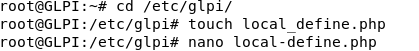 root@GLPI:~# cd /etc/glpi/
root@GLPI:/etc/glpi# touch local_define.php
root@GLPI:/etc/glpi# nano local-define.php